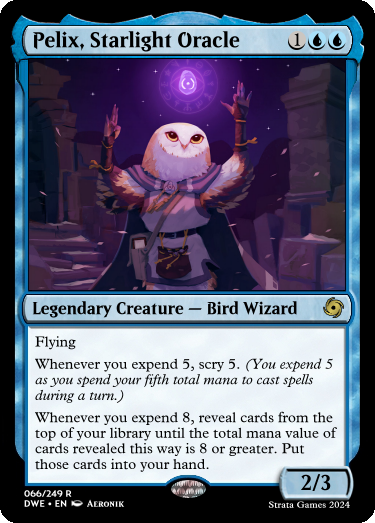 Pelix, Starlight Oracle 1
Legendary Creature — Bird Wizard
Flying
Whenever you expend 5, scry 5. (You expend 5
as you spend your fifth total mana to cast spells
during a turn.)
Whenever you expend 8, reveal cards from the
top of your library until the total mana value of
cards revealed this way is 8 or greater. Put
those cards into your hand.
2/3
066/249 R
DWE • EN Aeronik
Strata Games 2024